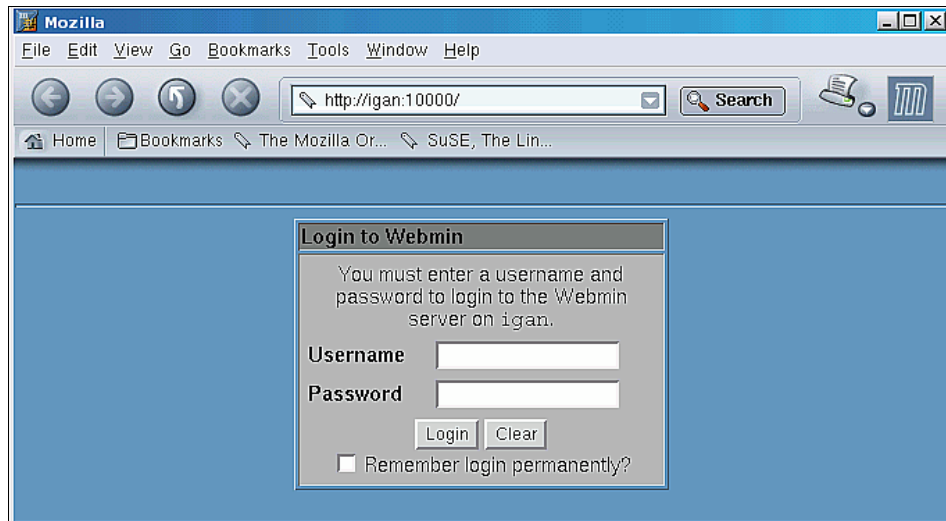 Mozilla
File Edit View Go Bookmarks Tools Window Help
http://igan:10000/ Search
Home Bookmarks The Mozilla Or... SuSE, The Lin...
Login to Webmin
You must enter a username and
password to login to the Webmin
server on igan.
Username
Password
Login Clear
Remember login permanently?